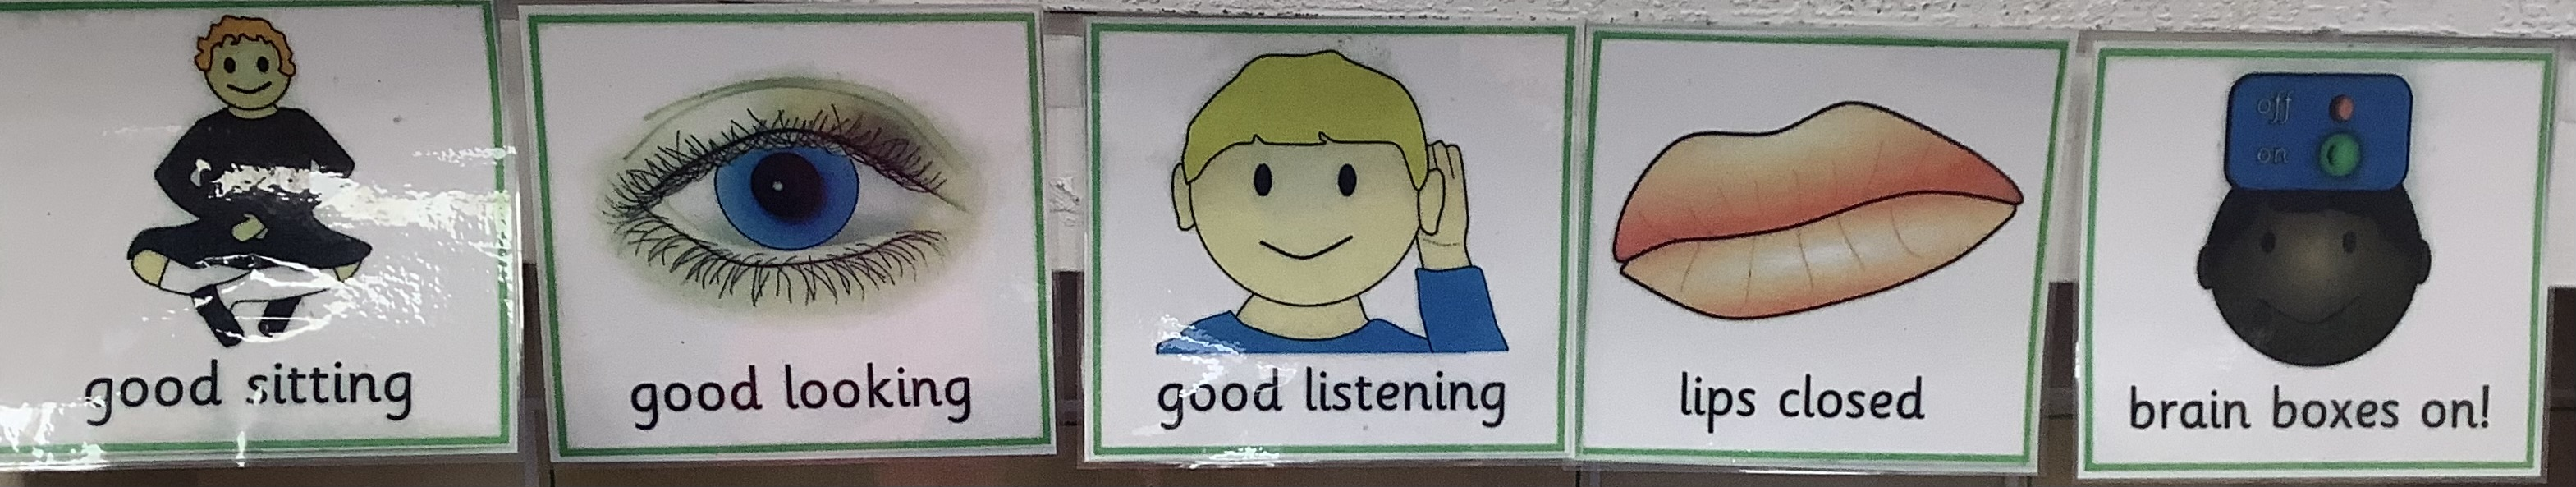 good sitting
good looking
good listening
lips closed
off
on
brain boxes on!